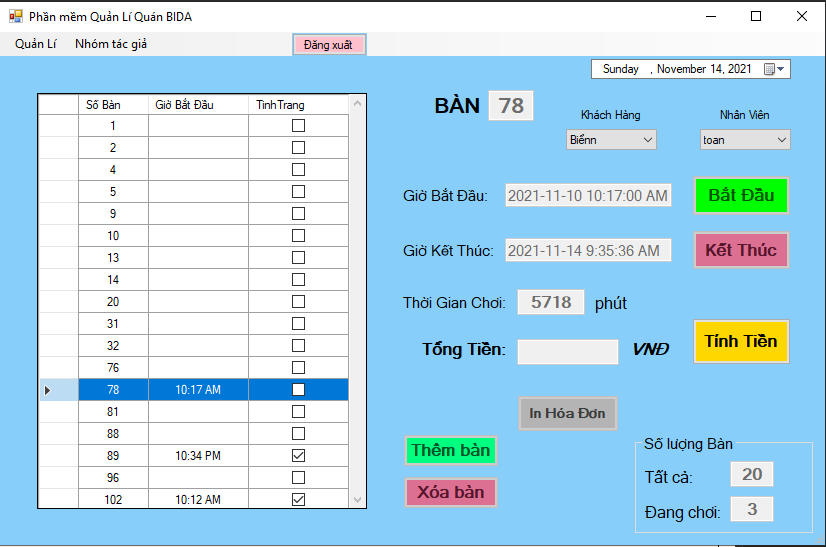 Phần mềm Quản Lí Quán BIDA
Quản Lí Nhóm tác giả Đăng xuất
Sunday , November 14, 2021
Số Bàn Giờ Bắt Đầu TinhTrang
1
2
4
5
9
10
13
14
20
31
32
76
78 10:17 AM
81
88
89 10:34 PM
96
102 10:12 AM
BÀN 78
Khách Hàng
Biểnn
Nhân Viên
toan
Giờ Bắt Đầu: 2021-11-10 10:17:00 AM Bắt Đầu
Giờ Kết Thúc: 2021-11-14 9:35:36 AM Kết Thúc
Thời Gian Chơi: 5718 phút
Tổng Tiền: VNĐ Tính Tiền
In Hóa Đơn
Thêm bàn
Xóa bàn
Số lượng Bàn
Tất cả: 20
Đang chơi: 3